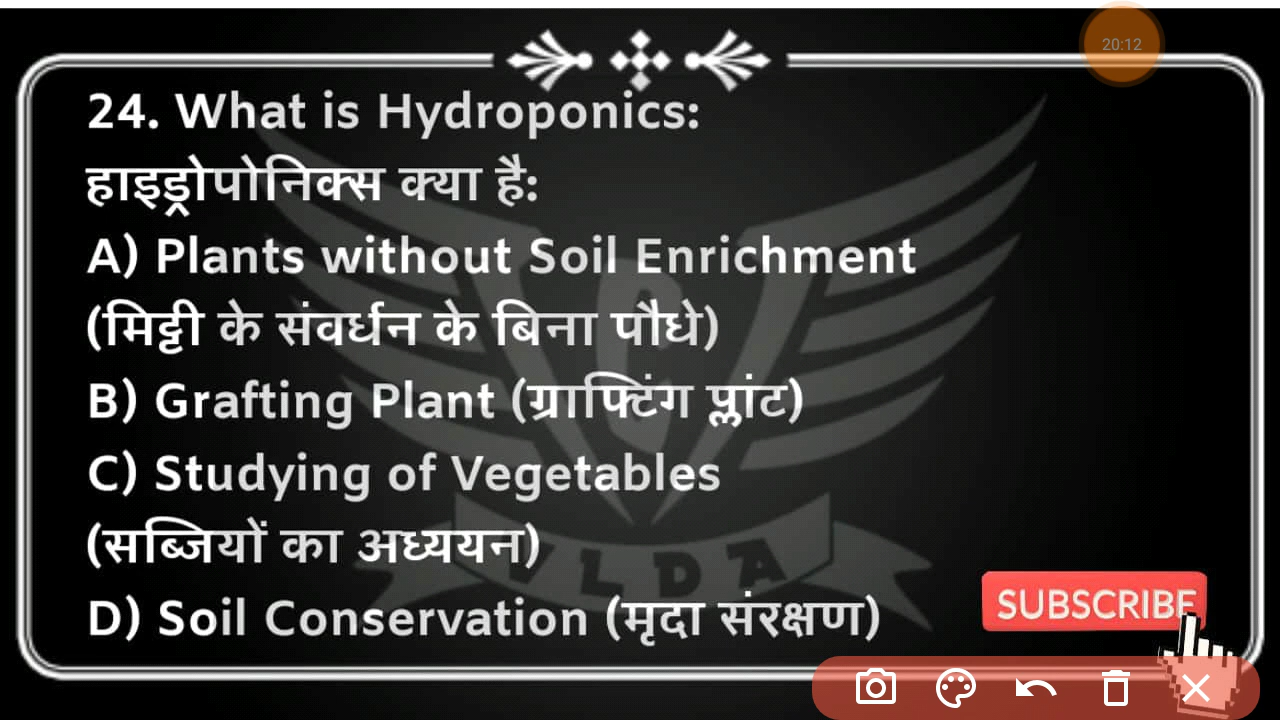 20:12
24. What is Hydroponics:
हाइड्रोपोनिक्स क्या है:
A) Plants without Soil Enrichment
(मिट्टी के संवर्धन के बिना पौधे)
B) Grafting Plant (ग्राफ्टिंग प्लांट)
C) Studying of Vegetables
(सब्जियों का अध्ययन)
VLDA
D) Soil Conservation (मृदा संरक्षण)
SUBSCRIBE